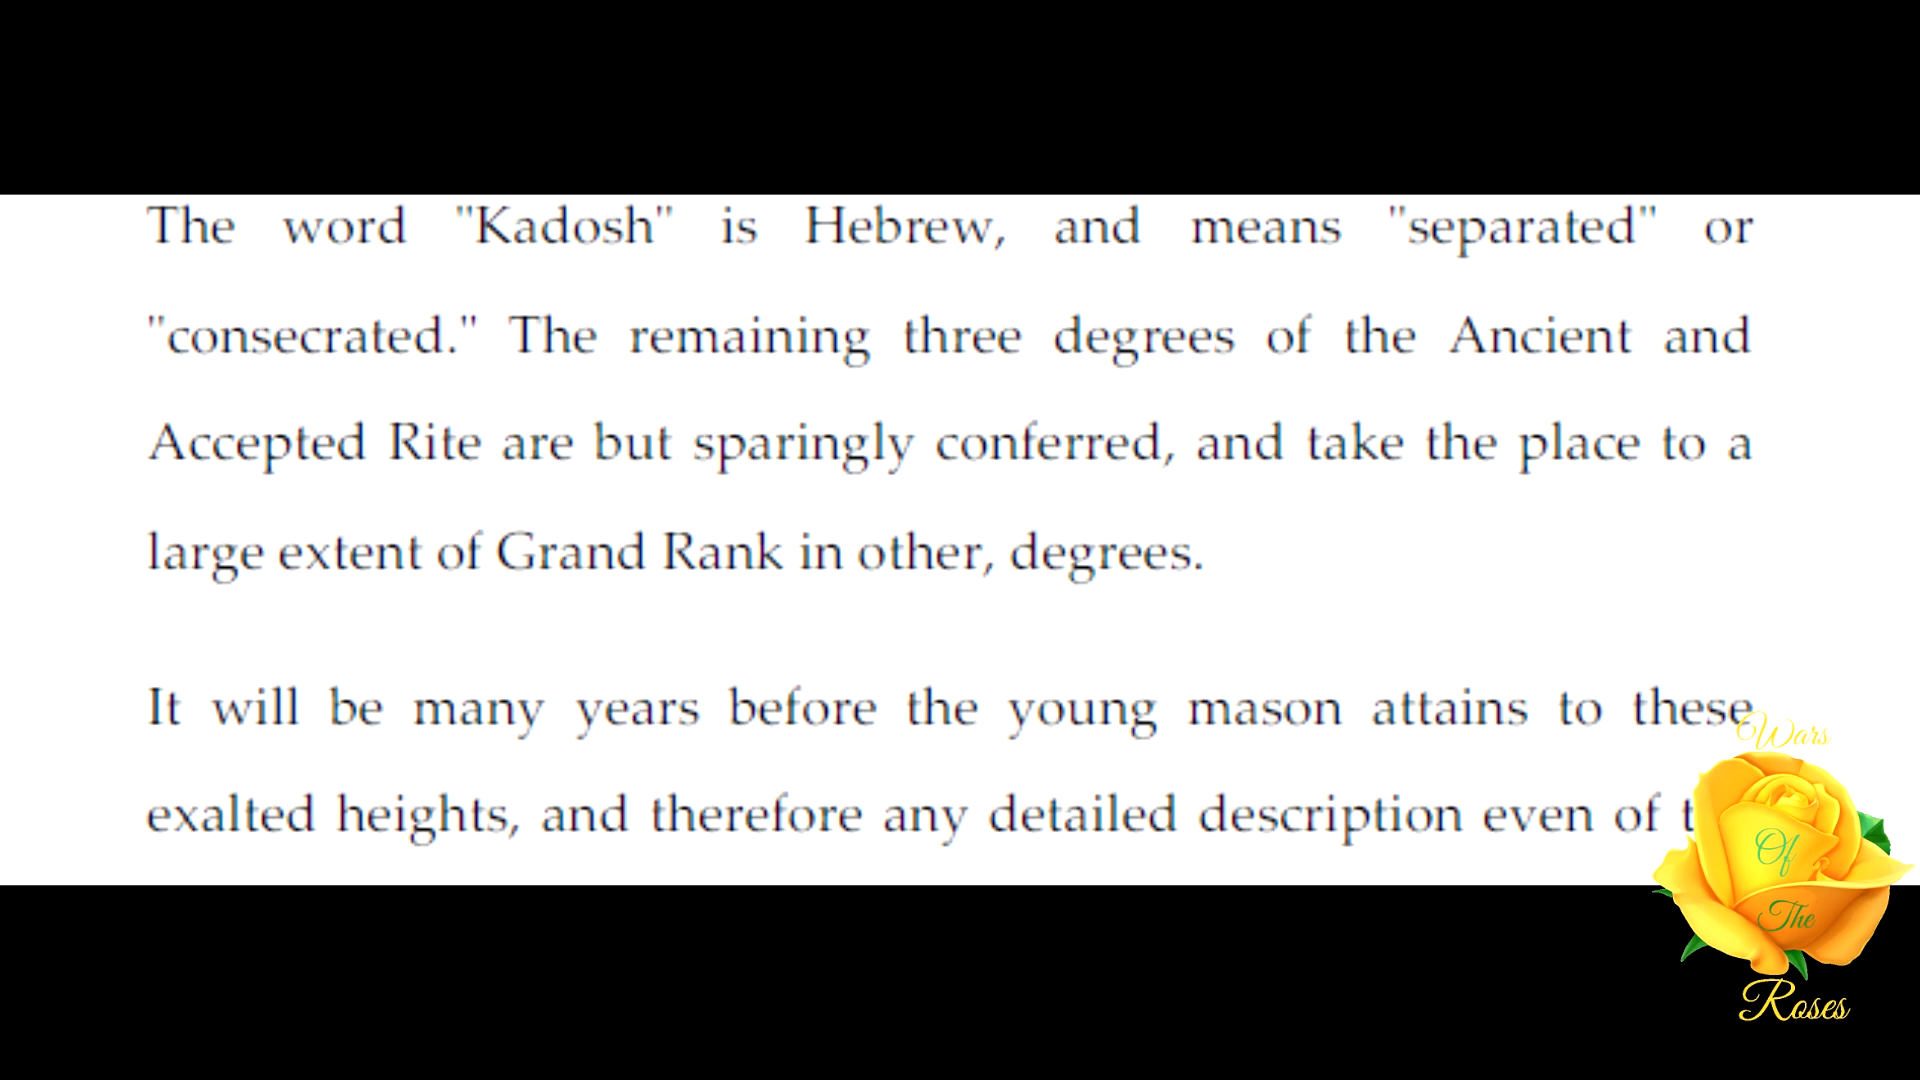 The word "Kadosh" is Hebrew, and means "separated" or
"consecrated." The remaining three degrees of the Ancient and
Accepted Rite are but sparingly conferred, and take the place to a
large extent of Grand Rank in other, degrees.
It will be many years before the young mason attains to these
exalted heights, and therefore any detailed description even of
Wars
Of
The
Roses